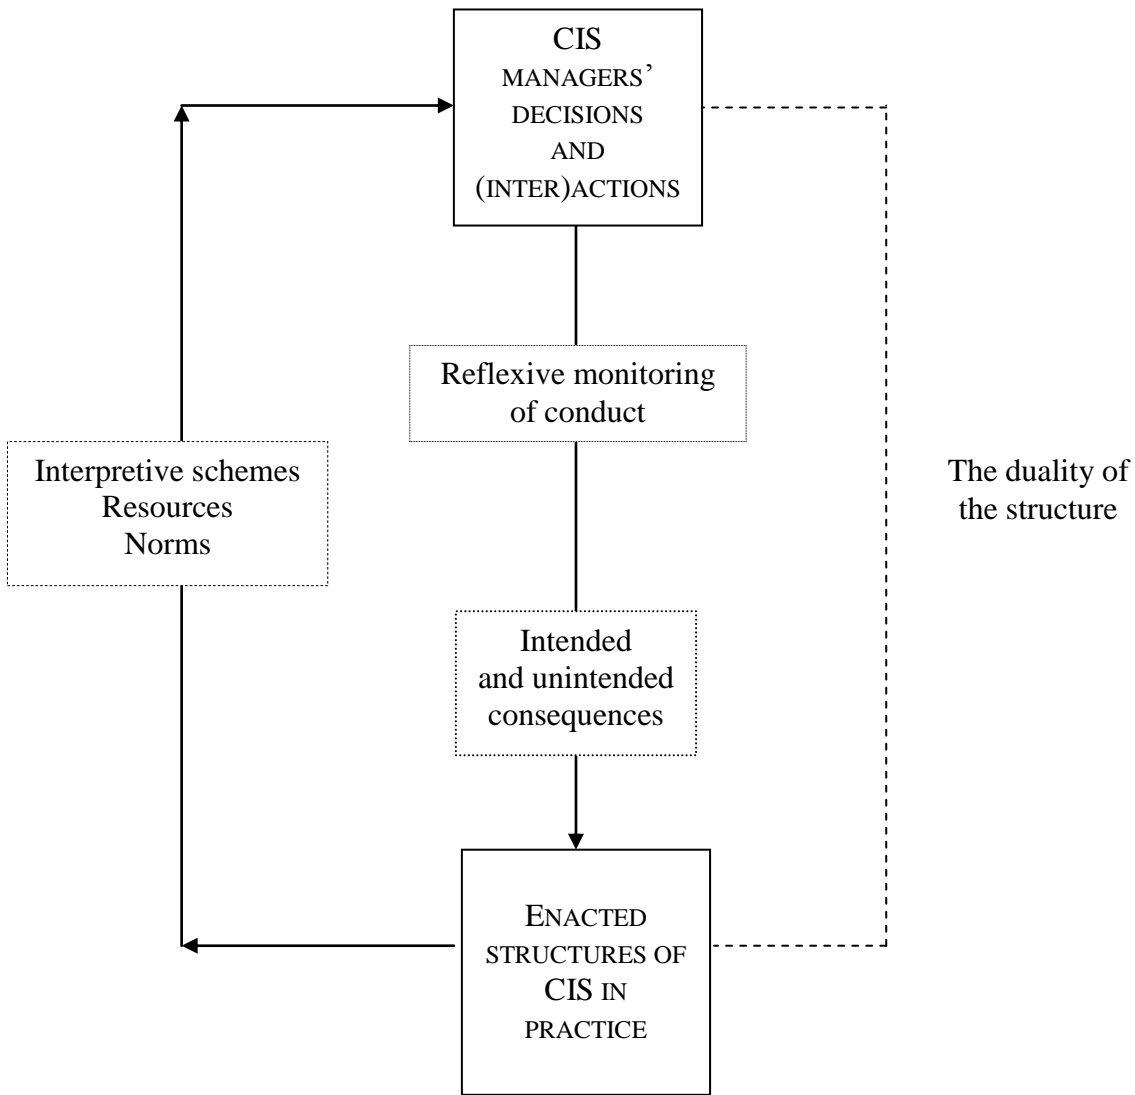 CIS
MANAGERS’
DECISIONS
AND
(INTER)ACTIONS
Reflexive monitoring
of conduct
Interpretive schemes
Resources
Norms
The duality of
the structure
Intended
and unintended
consequences
ENACTED
STRUCTURES OF
CIS IN
PRACTICE